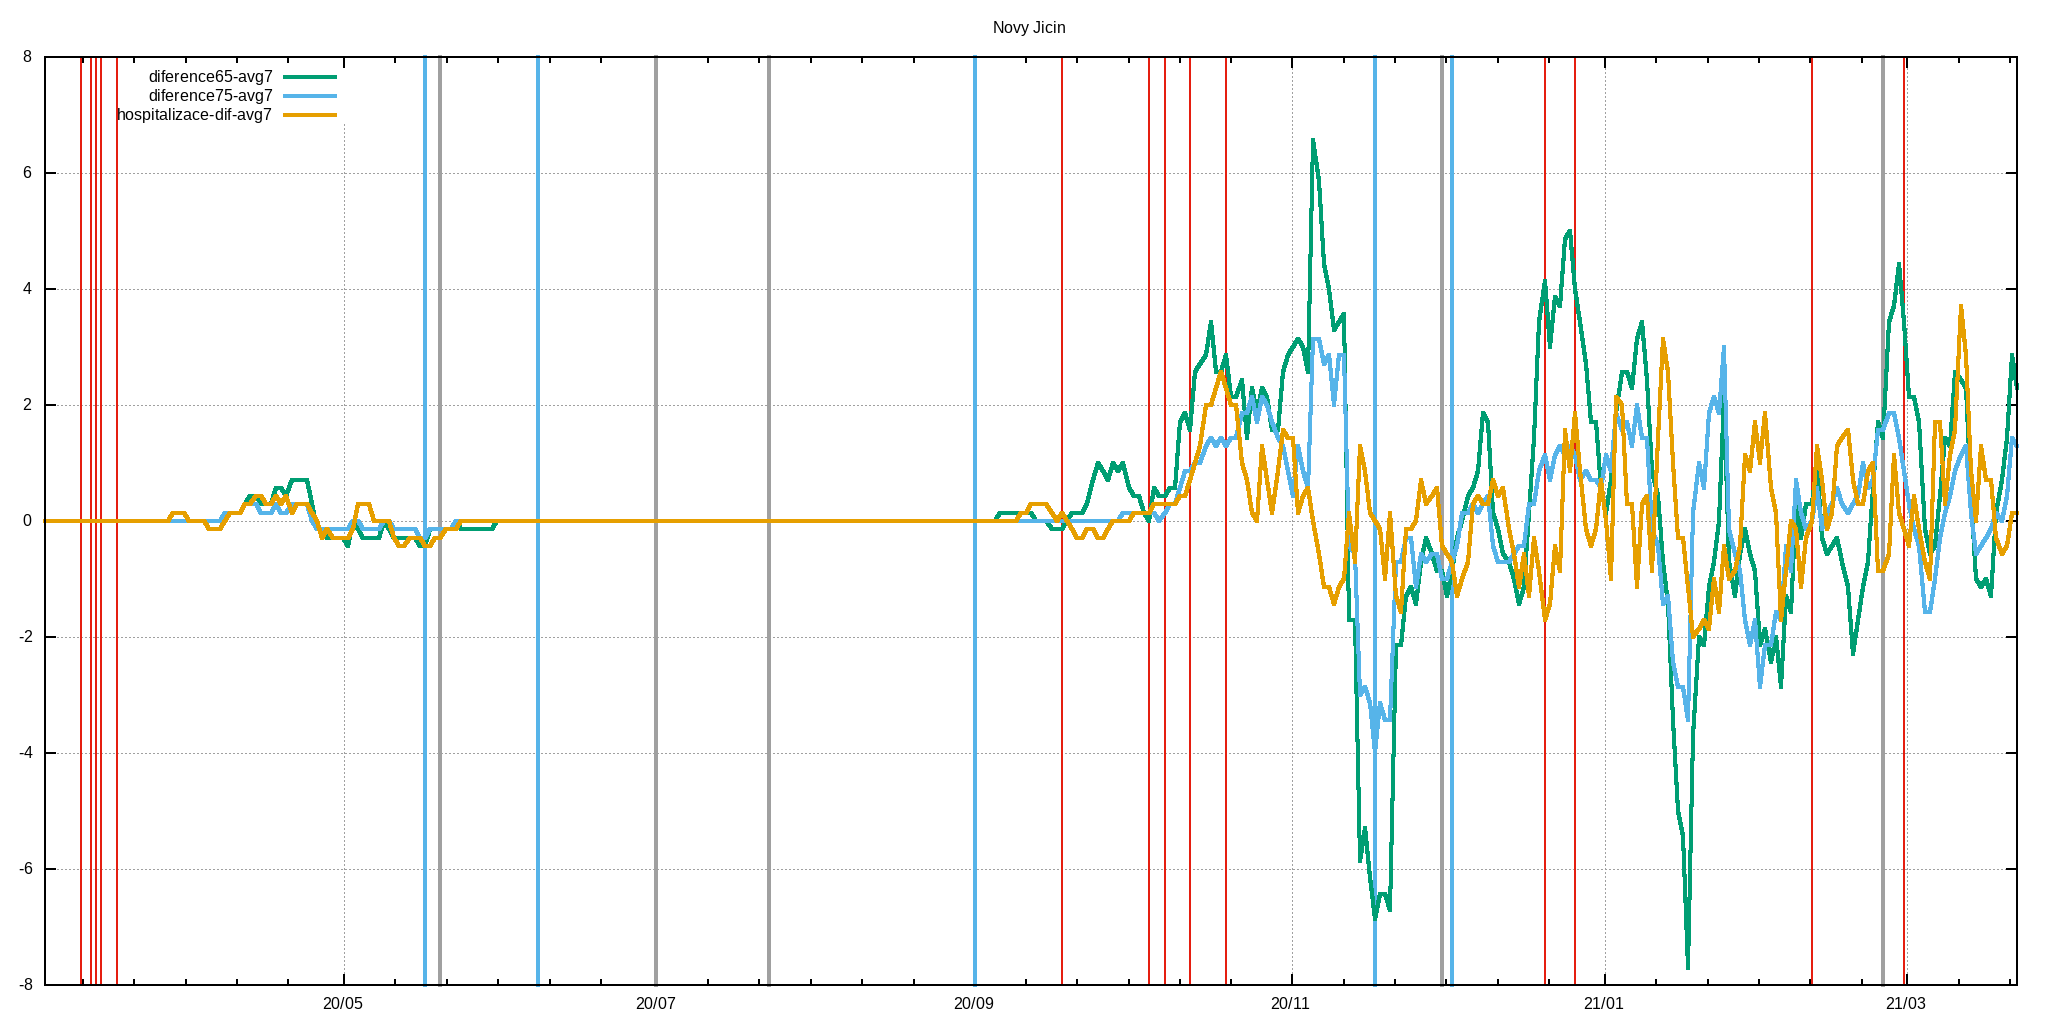 Novy Jicin
8
diference65-avg7
diference75-avg7
hospitalizace-dif-avg7
6
4
2
0
-2
-4
-6
-8
20/05 20/07 20/09 20/11 21/01 21/03